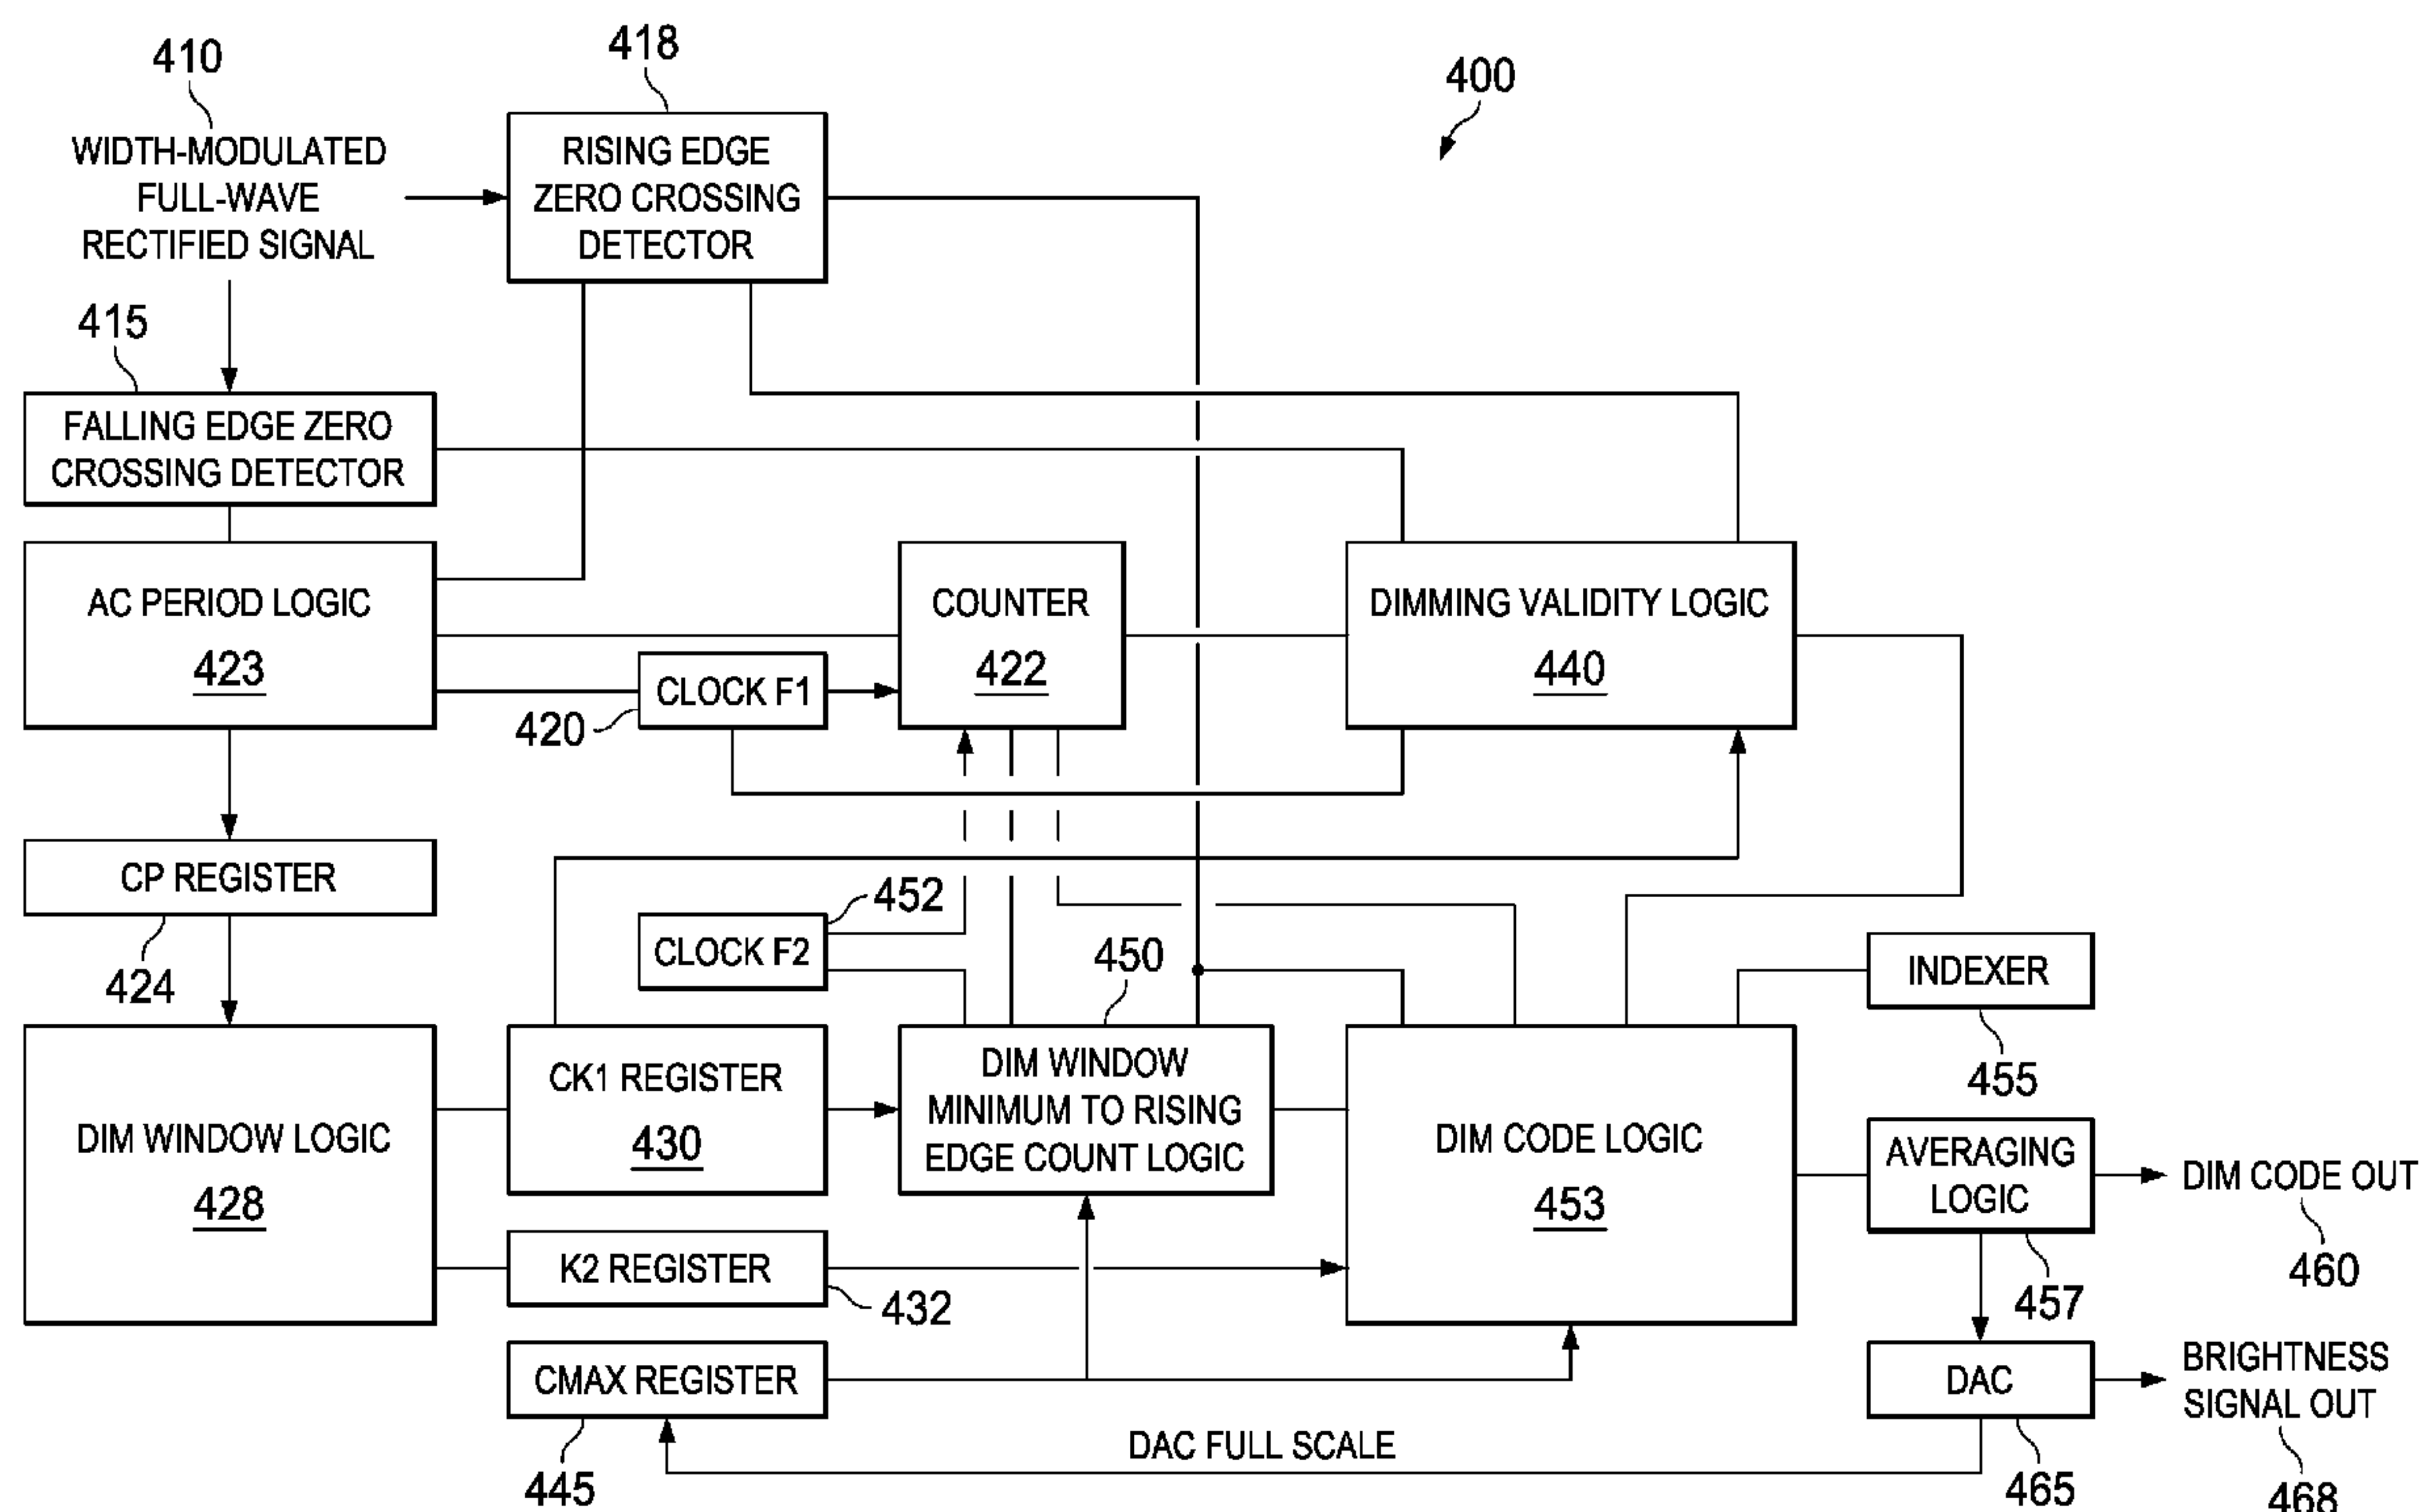 410
418
400
WIDTH-MODULATED
FULL-WAVE
RECTIFIED SIGNAL
RISING EDGE
ZERO CROSSING
DETECTOR
415
FALLING EDGE ZERO
CROSSING DETECTOR
AC PERIOD LOGIC
423
COUNTER
422
DIMMING VALIDITY LOGIC
440
CLOCK F1
420
CP REGISTER
424
452
CLOCK F2
450
INDEXER
455
DIM WINDOW LOGIC
428
CK1 REGISTER
430
DIM WINDOW
MINIMUM TO RISING
EDGE COUNT LOGIC
DIM CODE LOGIC
453
AVERAGING
LOGIC
457
DIM CODE OUT
460
K2 REGISTER
432
CMAX REGISTER
445
DAC FULL SCALE
DAC
465
BRIGHTNESS
SIGNAL OUT
468